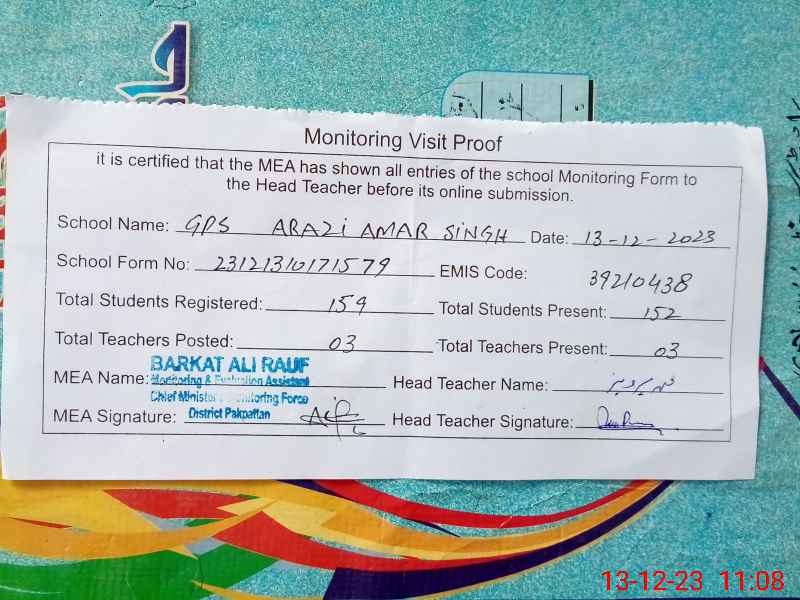 Monitoring Visit Proof
it is certified that the MEA has shown all entries of the school Monitoring Form to
the Head Teacher before its online submission.
School Name: GPS ARAZI AMAR SINGH Date: 13-12-2023
School Form No: 23121310171579 EMIS Code: 39210438
Total Students Registered: 159 Total Students Present: 152
Total Teachers Posted: 03 Total Teachers Present: 03
BARKAT ALI RAUF
MEA Name: Monitoring & Evaluation Assistant Head Teacher Name:
Chief Minister's Monitoring Force
MEA Signature: District Pakpattan Head Teacher Signature:
13-12-23 11:08